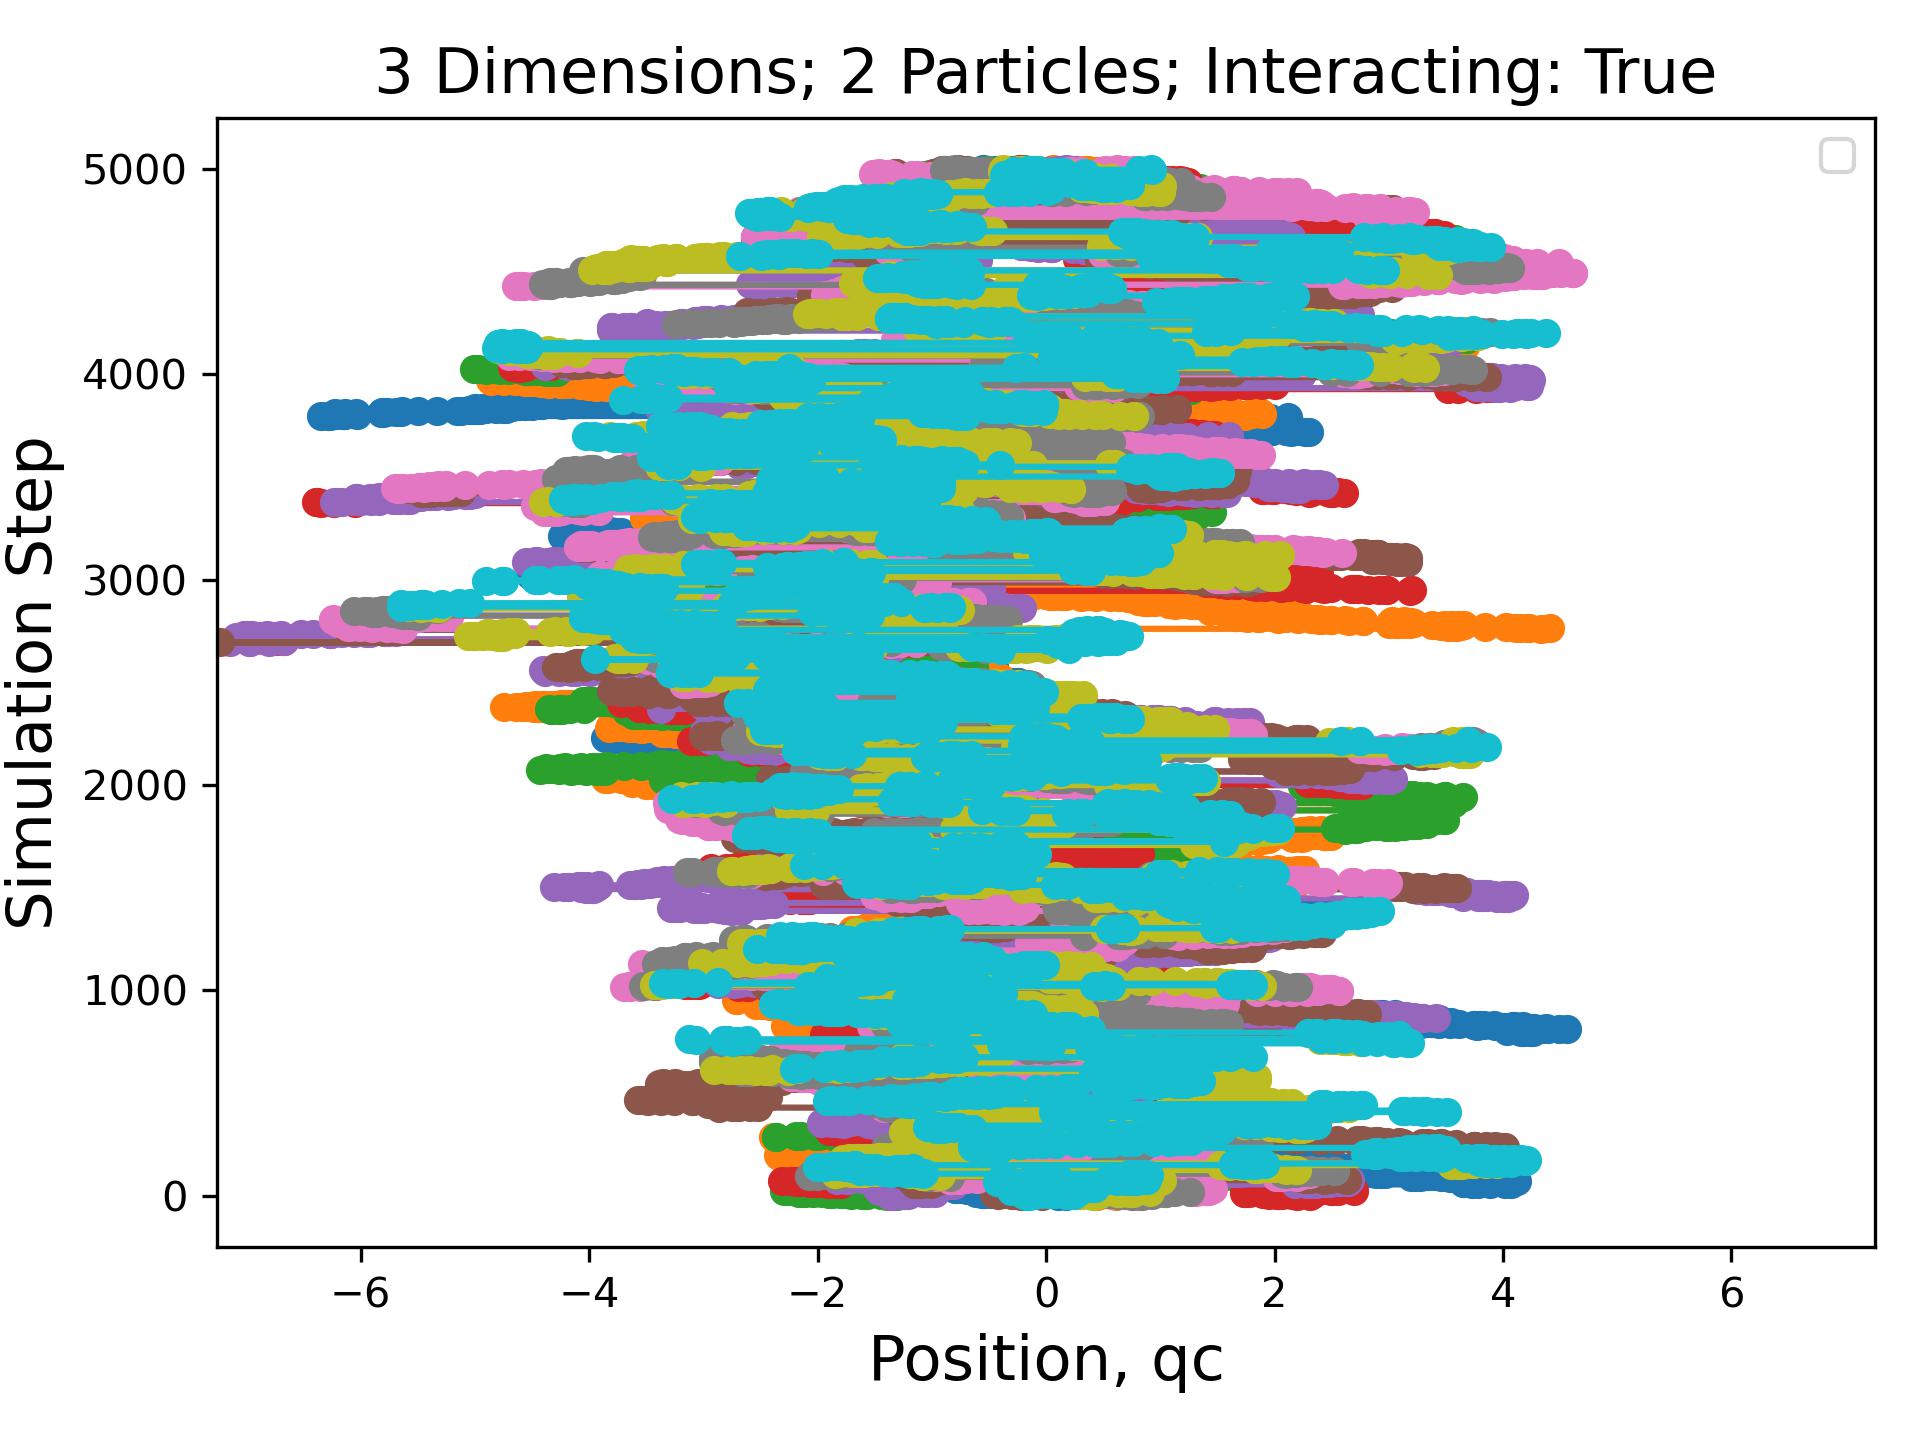 3 Dimensions; 2 Particles; Interacting: True
5000
4000
3000
2000
1000
0
Simulation Step
−6 −4 −2 0 2 4 6
Position, qc